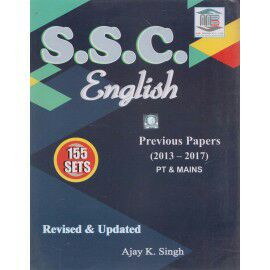 S.S.C.
English
155
SETS
Previous Papers
(2013 – 2017)
PT & MAINS
Revised & Updated
Ajay K. Singh